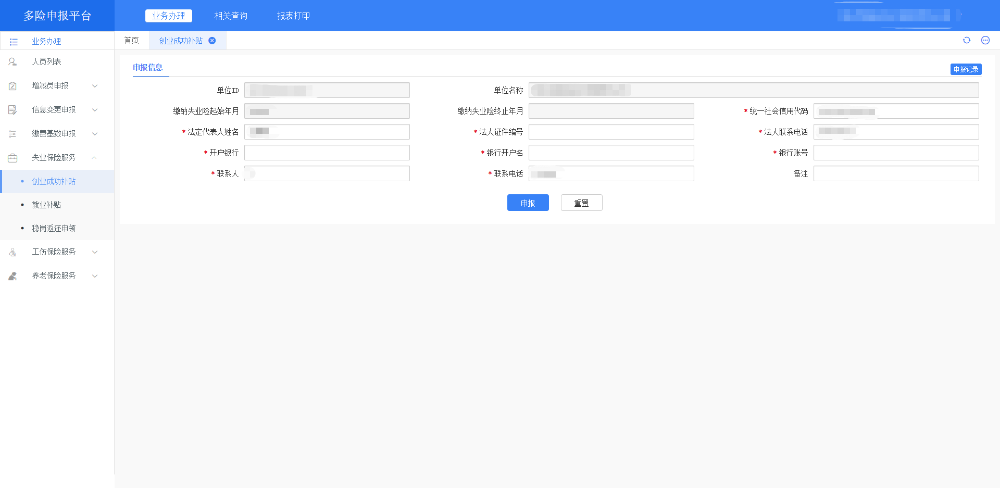 多险申报平台
业务办理 相关查询 报表打印
业务办理
人员列表
增减员申报
信息变更申报
缴费基数申报
失业保险服务
创业成功补贴
就业补贴
稳岗返还申领
工伤保险服务
养老保险服务
首页 创业成功补贴
申报信息
申报记录
单位ID 单位名称
缴纳失业险起始年月 缴纳失业险终止年月 *统一社会信用代码
*法定代表人姓名 *法人证件编号 *法人联系电话
*开户银行 *银行开户名 *银行账号
*联系人 *联系电话 备注
申报 重置